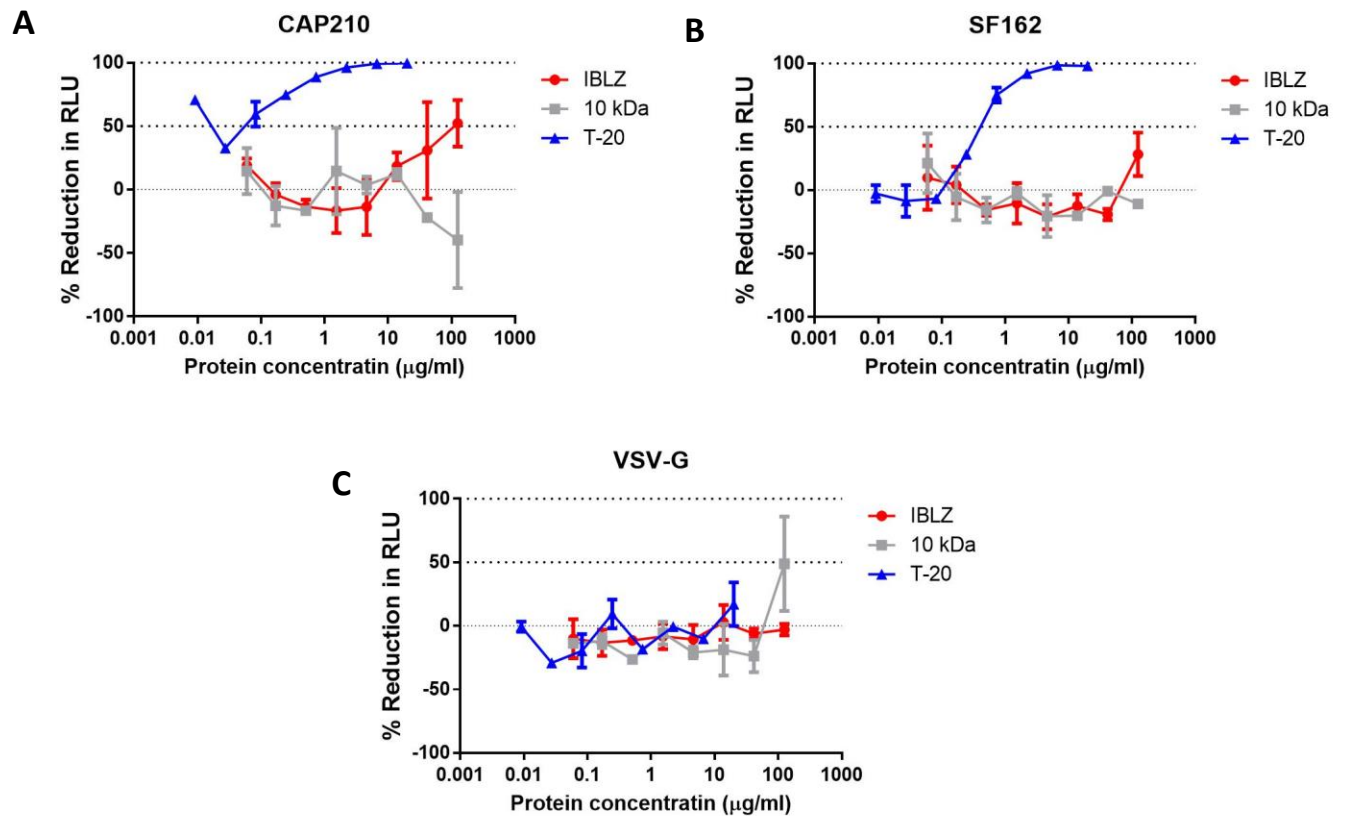 A
CAP210
% Reduction in RLU
100
50
0
-50
-100
0.001 0.01 0.1 1 10 100 1000
Protein concentratin (μg/ml)
IBLZ
10 kDa
T-20
B
SF162
% Reduction in RLU
100
50
0
-50
-100
0.001 0.01 0.1 1 10 100 1000
Protein concentratin (μg/ml)
IBLZ
10 kDa
T-20
C
VSV-G
% Reduction in RLU
100
50
0
-50
-100
0.001 0.01 0.1 1 10 100 1000
Protein concentratin (μg/ml)
IBLZ
10 kDa
T-20